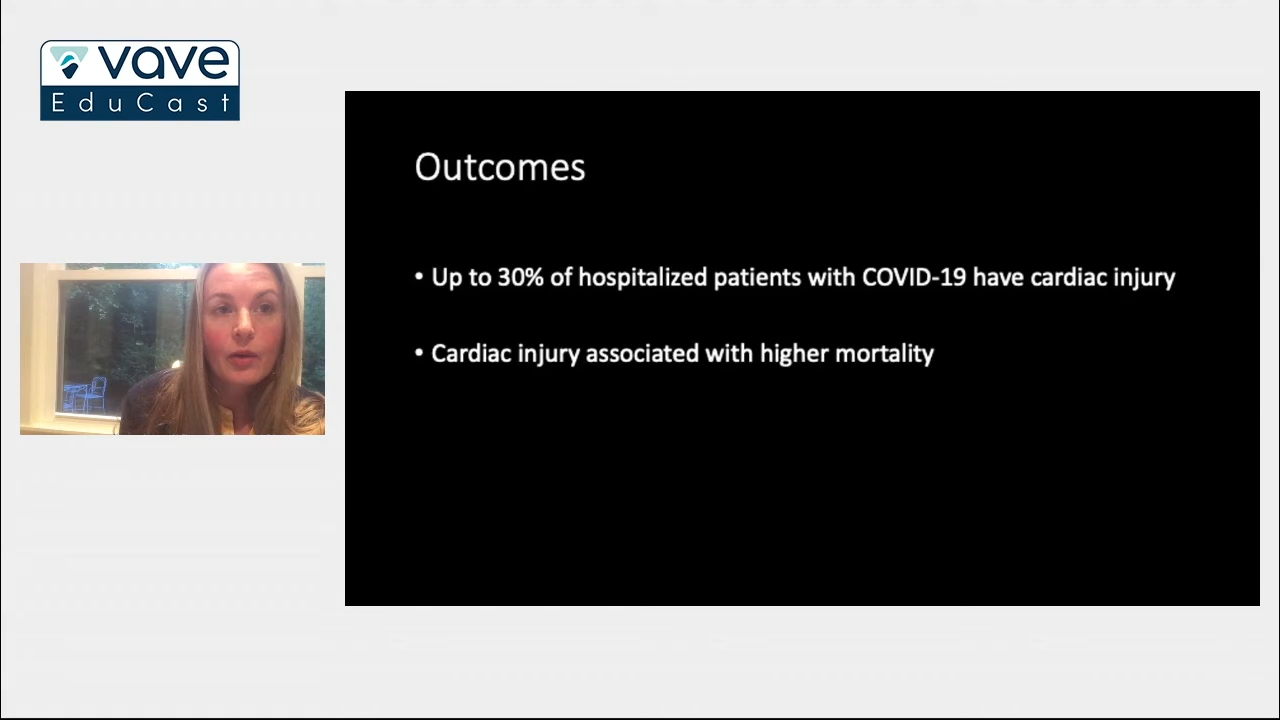 vave
EduCast
Outcomes
• Up to 30% of hospitalized patients with COVID-19 have cardiac injury
• Cardiac injury associated with higher mortality